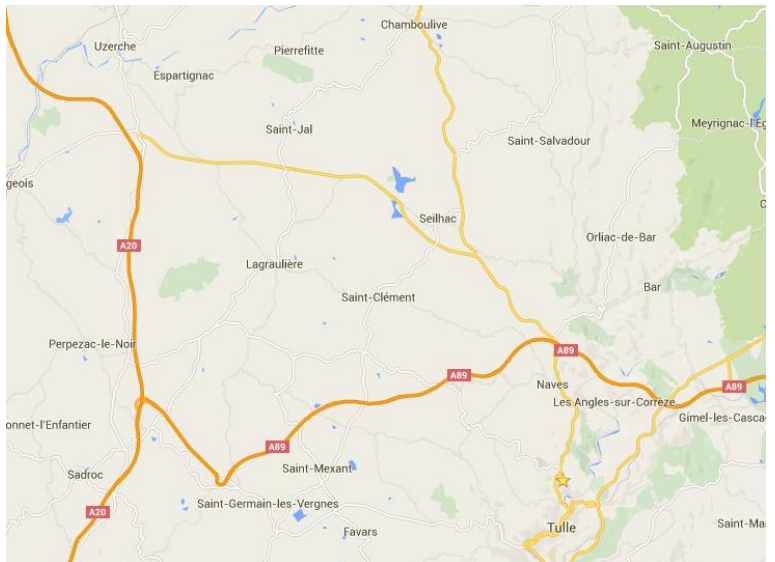 Chamboulive
Uzerche
Saint-Augustin
Pierrefitte
Espartignac
Saint-Jal
Meyrignac-l'Ég
Saint-Salvadour
geois
Seilhac
Orliac-de-Bar
A20
Lagraulière
Bar
Saint-Clément
Perpezac-le-Noir
A89
A89
Naves
A89
Les Angles-sur-Corrèze
onnet-l'Enfantier
Gimel-les-Casca
A89
Saint-Mexant
Sadroc
Saint-Germain-les-Vergnes
A20
Favars
Tulle
Saint-Ma